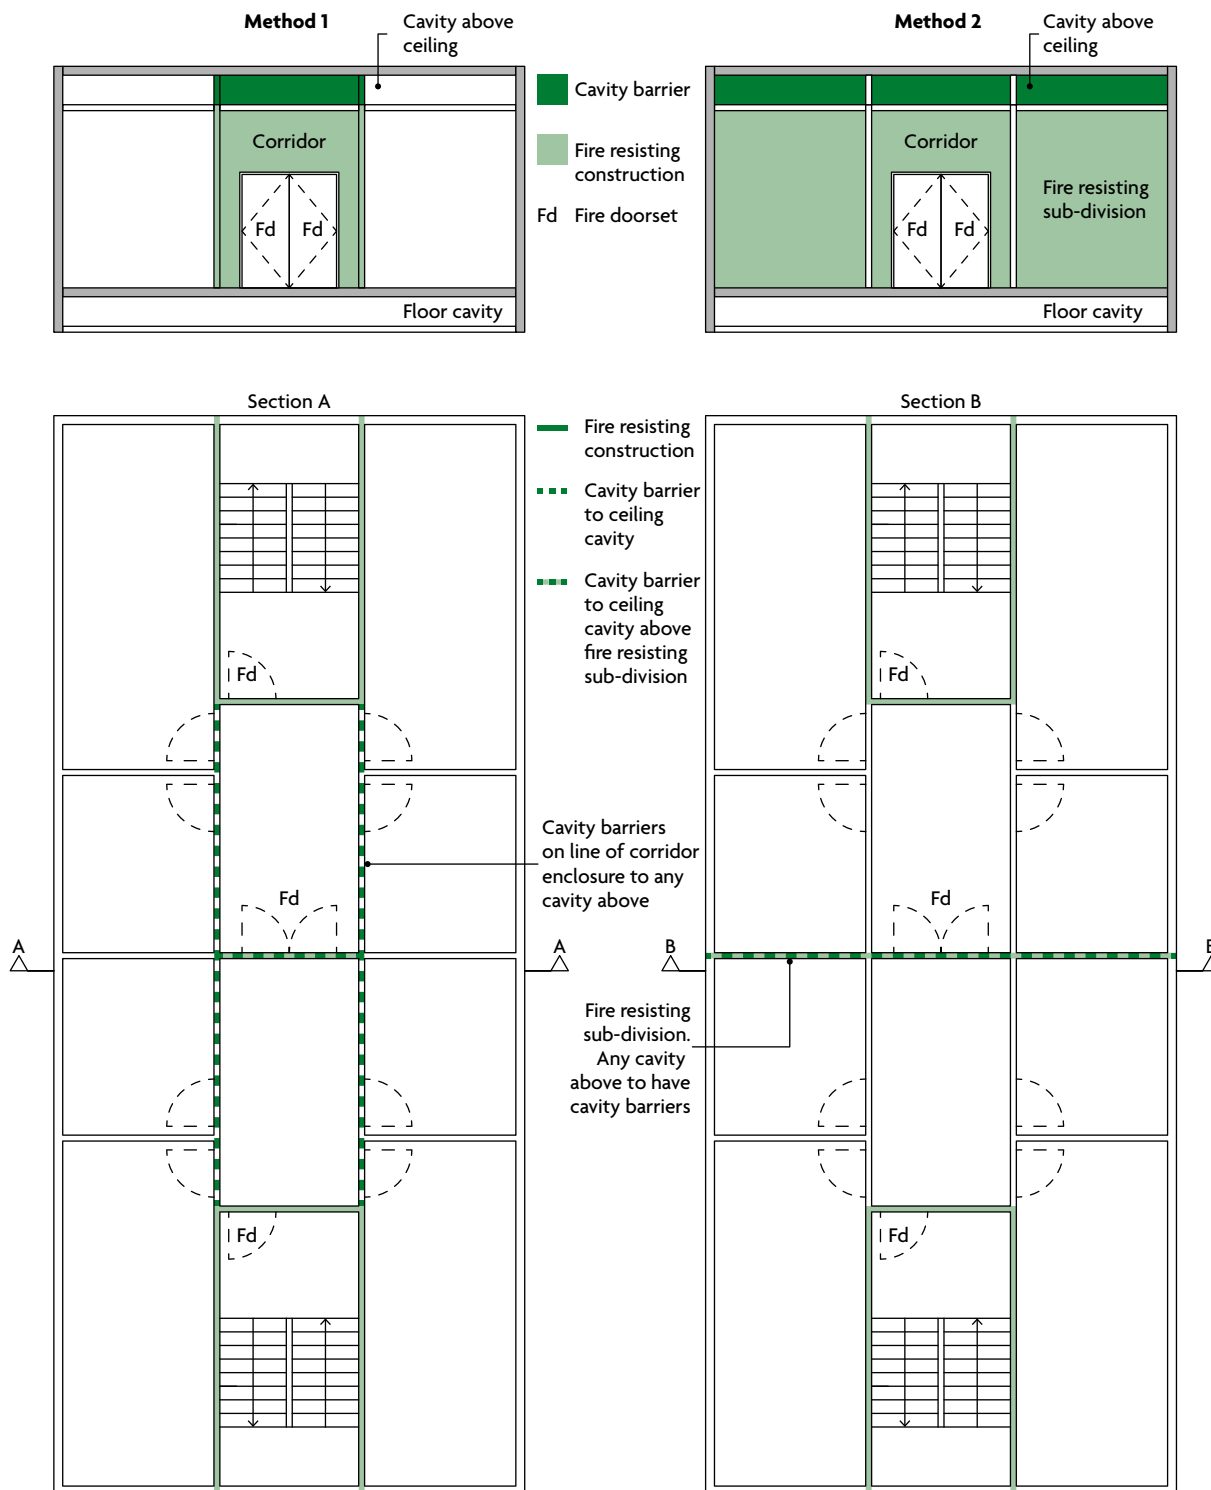 Method 1
Cavity above
ceiling
Method 2
Cavity above
ceiling
Cavity barrier
Fire resisting
construction
Fd Fire doorset
Corridor
Fd Fd
Floor cavity
Corridor
Fd Fd
Fire resisting
sub-division
Floor cavity
Section A
Section B
Fire resisting
construction
Cavity barrier
to ceiling
cavity
Cavity barrier
to ceiling
cavity above
fire resisting
sub-division
Fd
Fd
Cavity barriers
on line of corridor
enclosure to any
cavity above
Fd
Fd
A
A
B
B
Fire resisting
sub-division.
Any cavity
above to have
cavity barriers
Fd
Fd